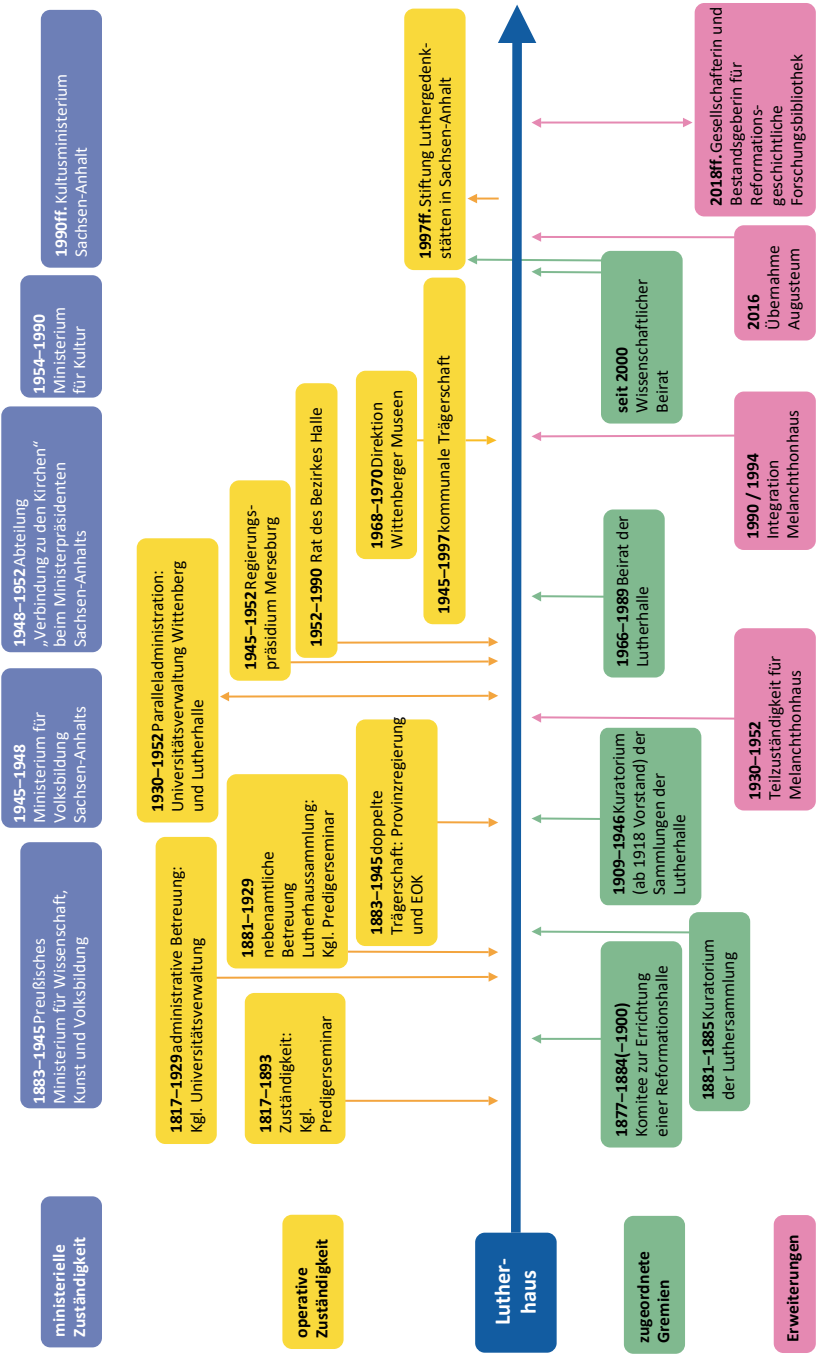 ministerielle
Zuständigkeit
1883–1945 Preußisches
Ministerium für Wissenschaft,
Kunst und Volksbildung
1945–1948
Ministerium für
Volksbildung
Sachsen-Anhalts
1948–1952 Abteilung
„Verbindung zu den Kirchen“
beim Ministerpräsidenten
Sachsen-Anhalts
1954–1990
Ministerium
für Kultur
1990ff. Kultusministerium
Sachsen-Anhalt
operative
Zuständigkeit
1817–1929 administrative Betreuung:
Kgl. Universitätsverwaltung
1817–1893
Zuständigkeit:
Kgl.
Predigerseminar
1881–1929
nebenamtliche
Betreuung
Lutherhaussammlung:
Kgl. Predigerseminar
1883–1945 doppelte
Trägerschaft: Provinzregierung
und EOK
1930–1952 Paralleladministration:
Universitätsverwaltung Wittenberg
und Lutherhalle
1945–1952 Regierungs-
präsidium Merseburg
1952–1990 Rat des Bezirkes Halle
1968–1970 Direktion
Wittenberger Museen
1945–1997 kommunale Trägerschaft
1997ff. Stiftung Luthergedenk-
stätten in Sachsen-Anhalt
Luther-
haus
zugeordnete
Gremien
1877–1884(–1900)
Komitee zur Errichtung
einer Reformationshalle
1881–1885 Kuratorium
der Luthersammlung
1909–1946 Kuratorium
(ab 1918 Vorstand) der
Sammlungen der
Lutherhalle
1966–1989 Beirat der
Lutherhalle
seit 2000
Wissenschaftlicher
Beirat
Erweiterungen
1930–1952
Teilzuständigkeit für
Melanchthonhaus
1990 / 1994
Integration
Melanchthonhaus
2016
Übernahme
Augusteum
2018ff. Gesellschafterin und
Bestandsgeberin für
Reformations-
geschichtliche
Forschungsbibliothek